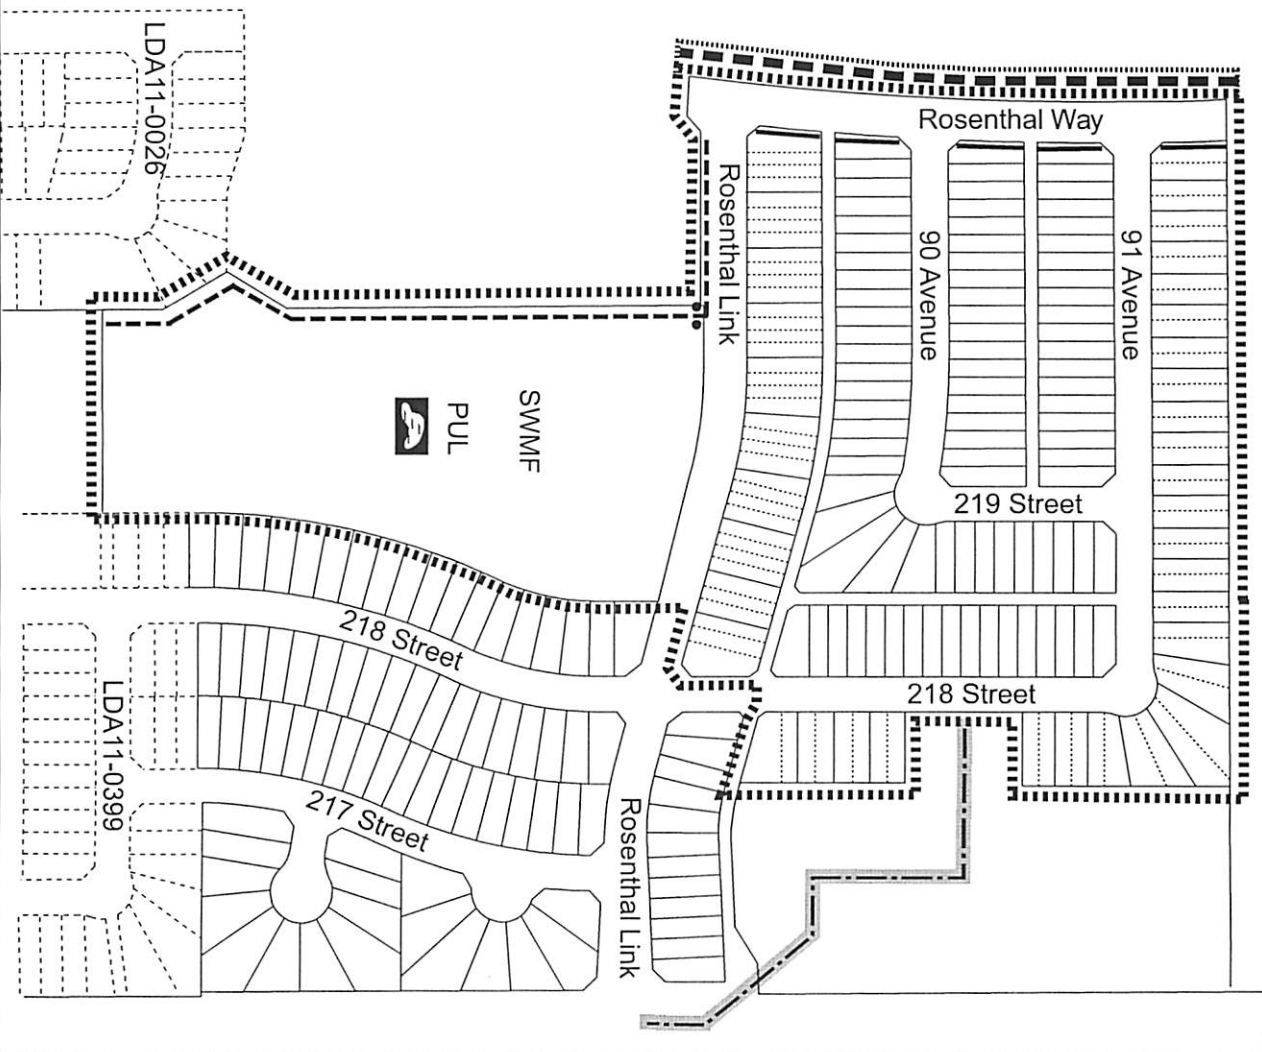 LDA11-0026
Rosenthal Way
Rosenthal Link
90 Avenue
91 Avenue
SWMF
PUL
219 Street
218 Street
218 Street
LDA11-0399
217 Street
Rosenthal Link